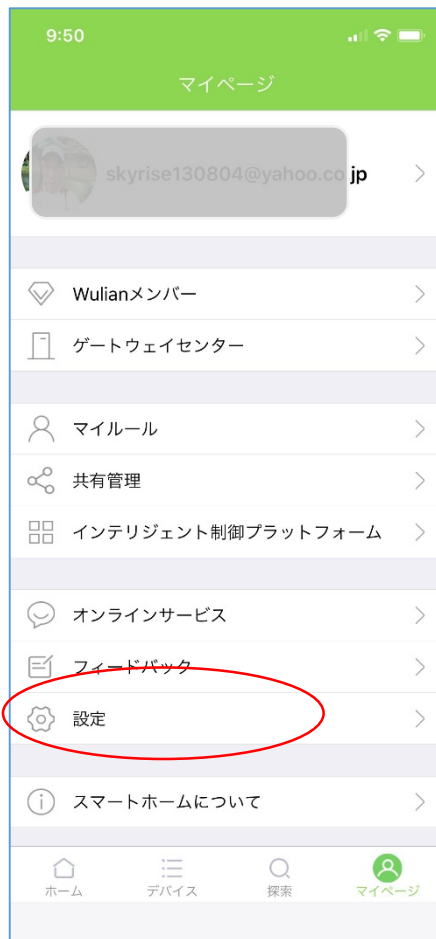 9:50
マイページ
jp
Wulianメンバー
ゲートウェイセンター
マイルール
共有管理
インテリジェント制御プラットフォーム
オンラインサービス
フィードバック
設定
スマートホームについて
ホーム デバイス 探索 マイページ